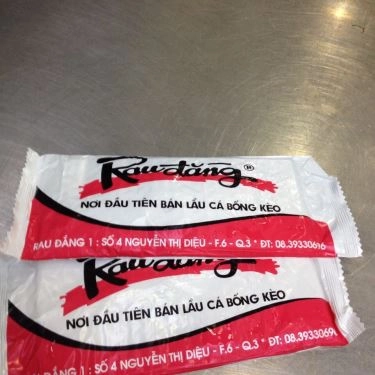 Rau đắng ®
NƠI ĐẦU TIÊN BÁN LẨU CÁ BỐNG KÈO
RAU ĐẮNG 1 : SỐ 4 NGUYỄN THỊ DIỆU - F.6 - Q.3 * ĐT: 08.39330616
Rau đắng
NƠI ĐẦU TIÊN BÁN LẨU CÁ BỐNG KÈO
ĐẮNG 1 : SỐ 4 NGUYỄN THỊ DIỆU - F.6 - Q.3 * ĐT: 08.3933069